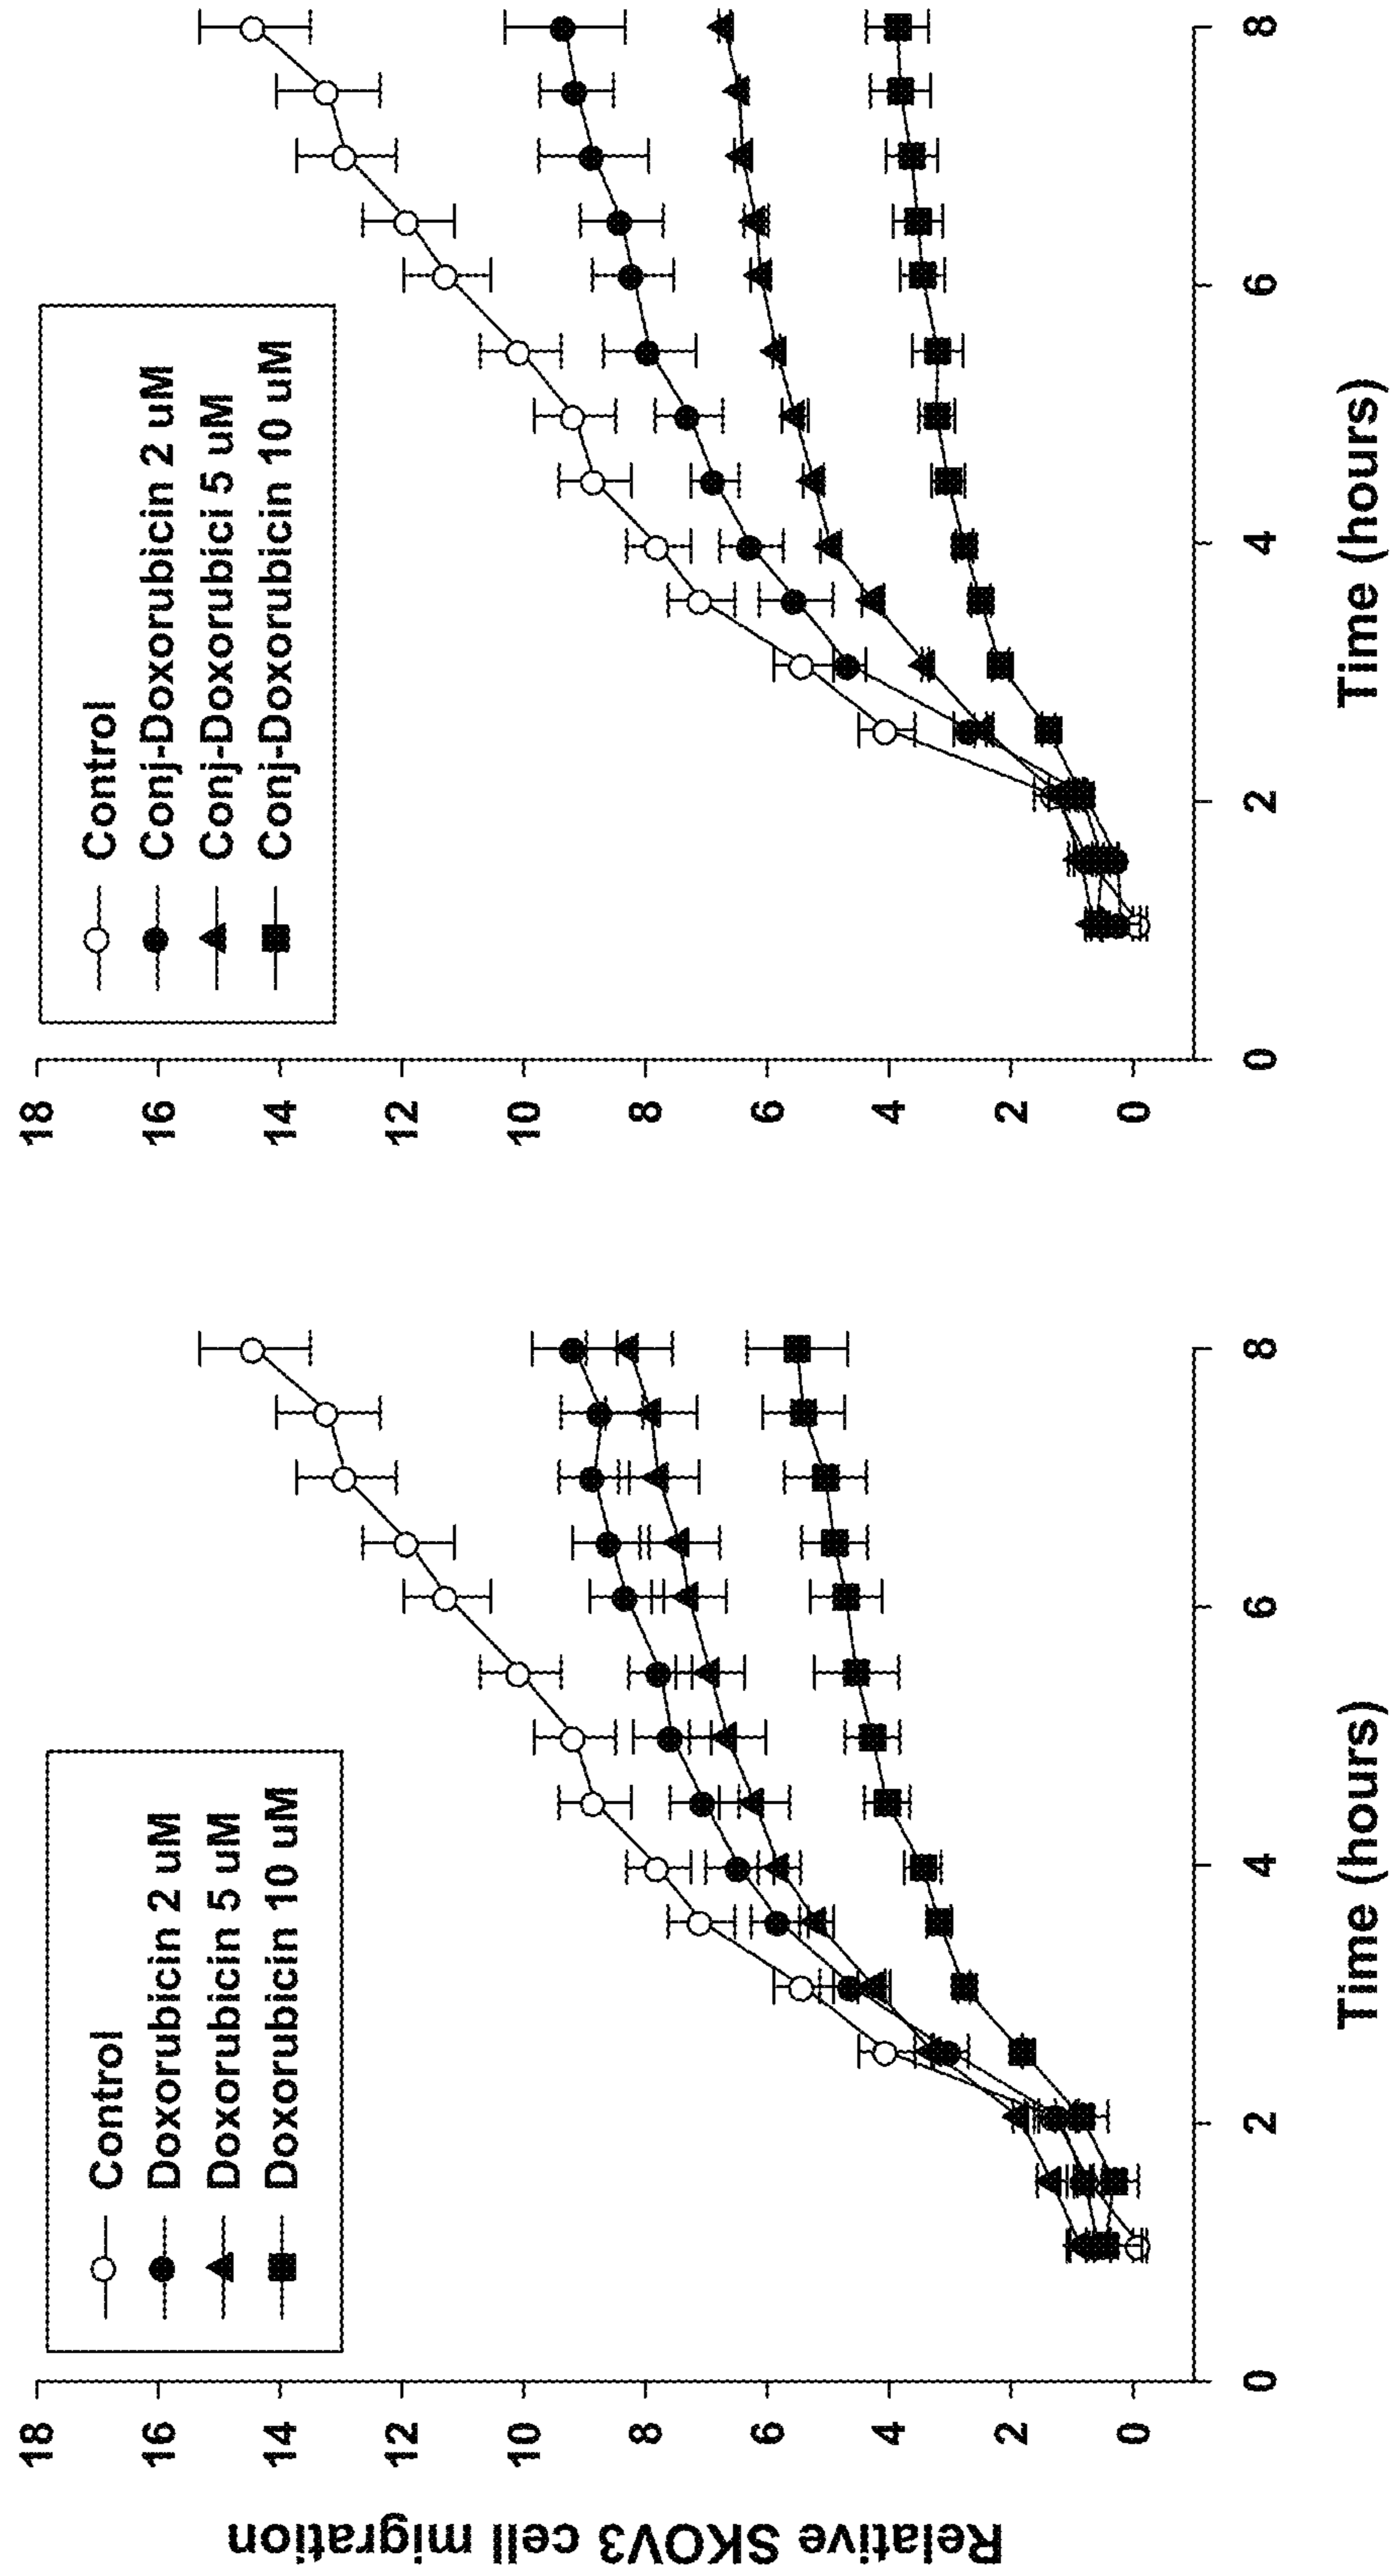 Relative SKOV3 cell migration
18
16
14
12
10
8
6
4
2
0
Control
Doxorubicin 2 uM
Doxorubicin 5 uM
Doxorubicin 10 uM
0
2
4
6
8
Time (hours)
18
16
14
12
10
8
6
4
2
0
Control
Conj-Doxorubicin 2 uM
Conj-Doxorubici 5 uM
Conj-Doxorubicin 10 uM
0
2
4
6
8
Time (hours)